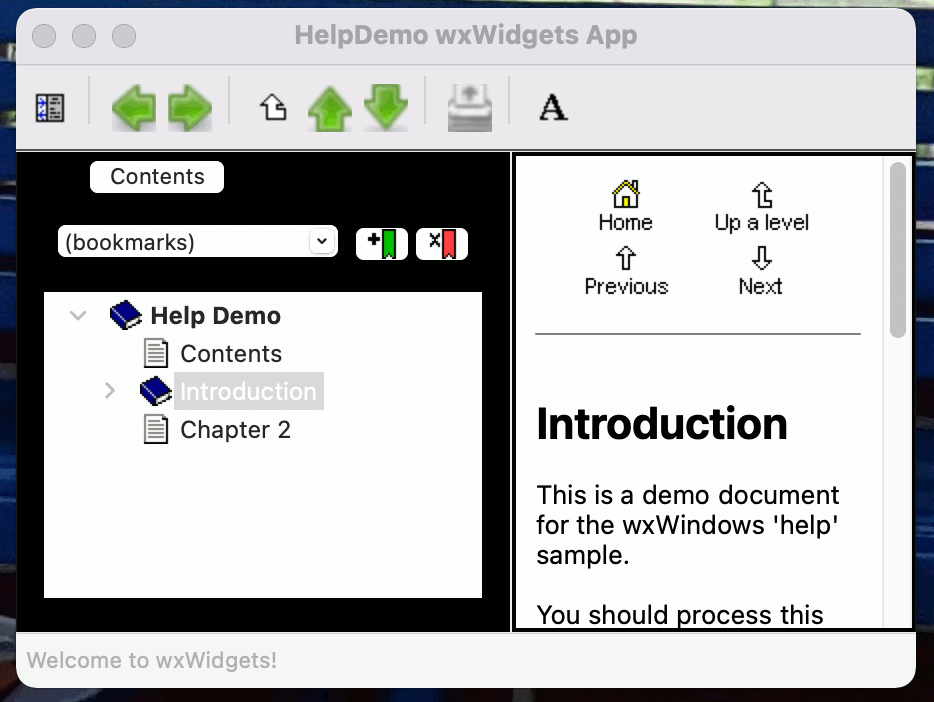 HelpDemo wxWidgets App
A
Contents
(bookmarks)
Help Demo
Contents
Introduction
Chapter 2
Home Up a level
Previous Next
Introduction
This is a demo document
for the wxWindows 'help'
sample.
You should process this
Welcome to wxWidgets!